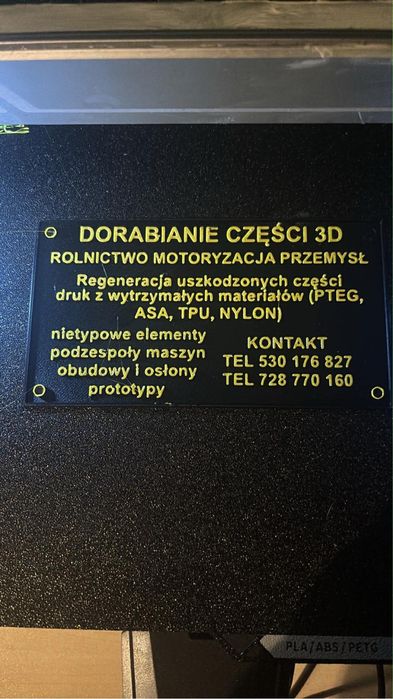 DORABIANIE CZĘŚCI 3D
ROLNICTWO MOTORYZACJA PRZEMYSŁ
Regeneracja uszkodzonych części
druk z wytrzymałych materiałów (PTEG,
ASA, TPU, NYLON)
nietypowe elementy
podzespoły maszyn
obudowy i osłony
prototypy
KONTAKT
TEL 530 176 827
TEL 728 770 160
PLA/ABS/PETG